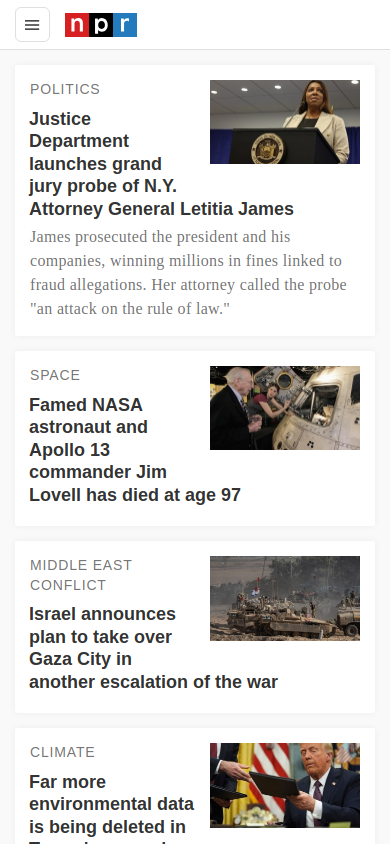 npr
POLITICS
Justice
Department
launches grand
jury probe of N.Y.
Attorney General Letitia James
James prosecuted the president and his
companies, winning millions in fines linked to
fraud allegations. Her attorney called the probe
"an attack on the rule of law."
SPACE
Famed NASA
astronaut and
Apollo 13
commander Jim
Lovell has died at age 97
MIDDLE EAST
CONFLICT
Israel announces
plan to take over
Gaza City in
another escalation of the war
CLIMATE
Far more
environmental data
is being deleted in